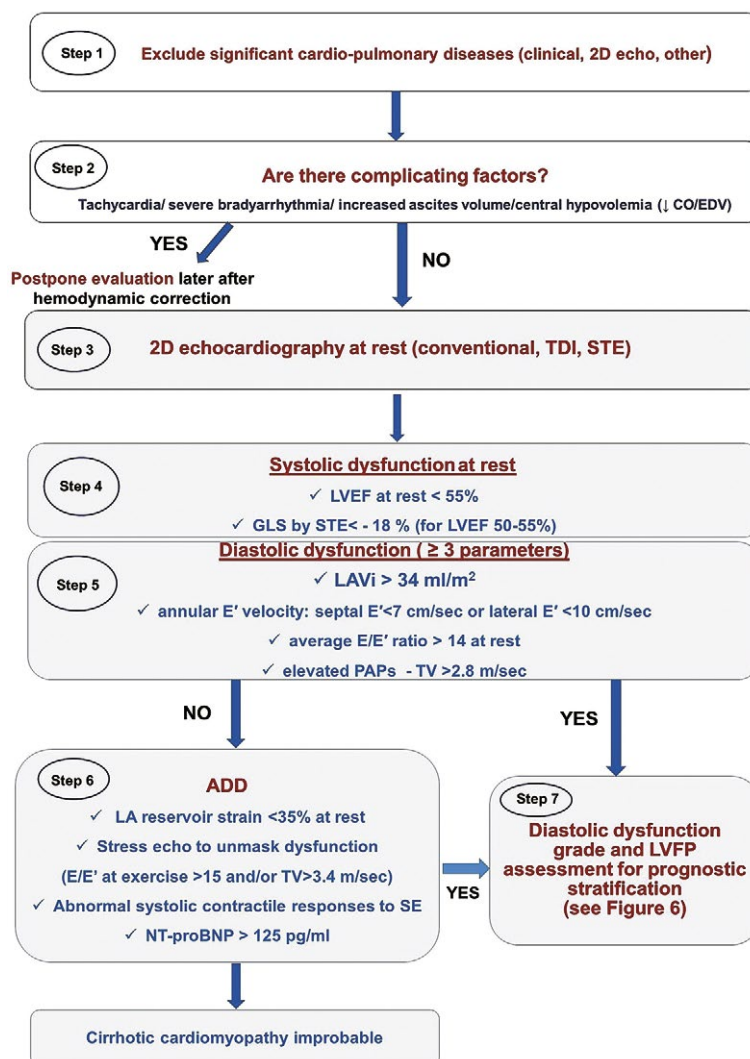 Step 1
Exclude significant cardio-pulmonary diseases (clinical, 2D echo, other)
Step 2
Are there complicating factors?
Tachycardia/ severe bradyarrhythmia/ increased ascites volume/central hypovolemia (↓ CO/EDV)
YES
NO
Postpone evaluation later after
hemodynamic correction
Step 3
2D echocardiography at rest (conventional, TDI, STE)
Step 4
Systolic dysfunction at rest
✓ LVEF at rest < 55%
✓ GLS by STE< - 18 % (for LVEF 50-55%)
Step 5
Diastolic dysfunction ( ≥ 3 parameters)
✓ LAVi > 34 ml/m²
✓ annular E′ velocity: septal E′<7 cm/sec or lateral E′ <10 cm/sec
✓ average E/E′ ratio > 14 at rest
✓ elevated PAPs - TV >2.8 m/sec
NO
YES
Step 6
ADD
✓ LA reservoir strain <35% at rest
✓ Stress echo to unmask dysfunction
(E/E' at exercise >15 and/or TV>3.4 m/sec)
✓ Abnormal systolic contractile responses to SE
✓ NT-proBNP > 125 pg/ml
YES
Step 7
Diastolic dysfunction
grade and LVFP
assessment for prognostic
stratification
(see Figure 6)
Cirrhotic cardiomyopathy improbable